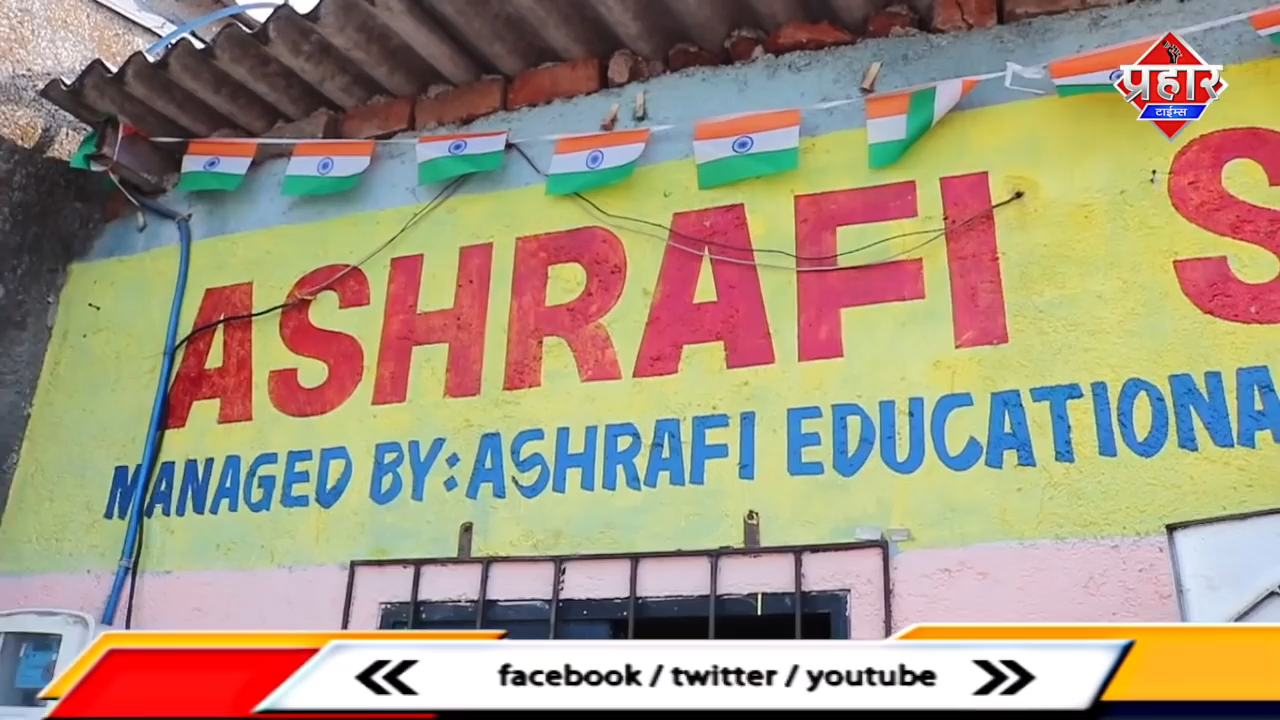 प्रहार
टाईम्स
ASHRAFI S
MANAGED BY: ASHRAFI EDUCATIONA
facebook / twitter / youtube